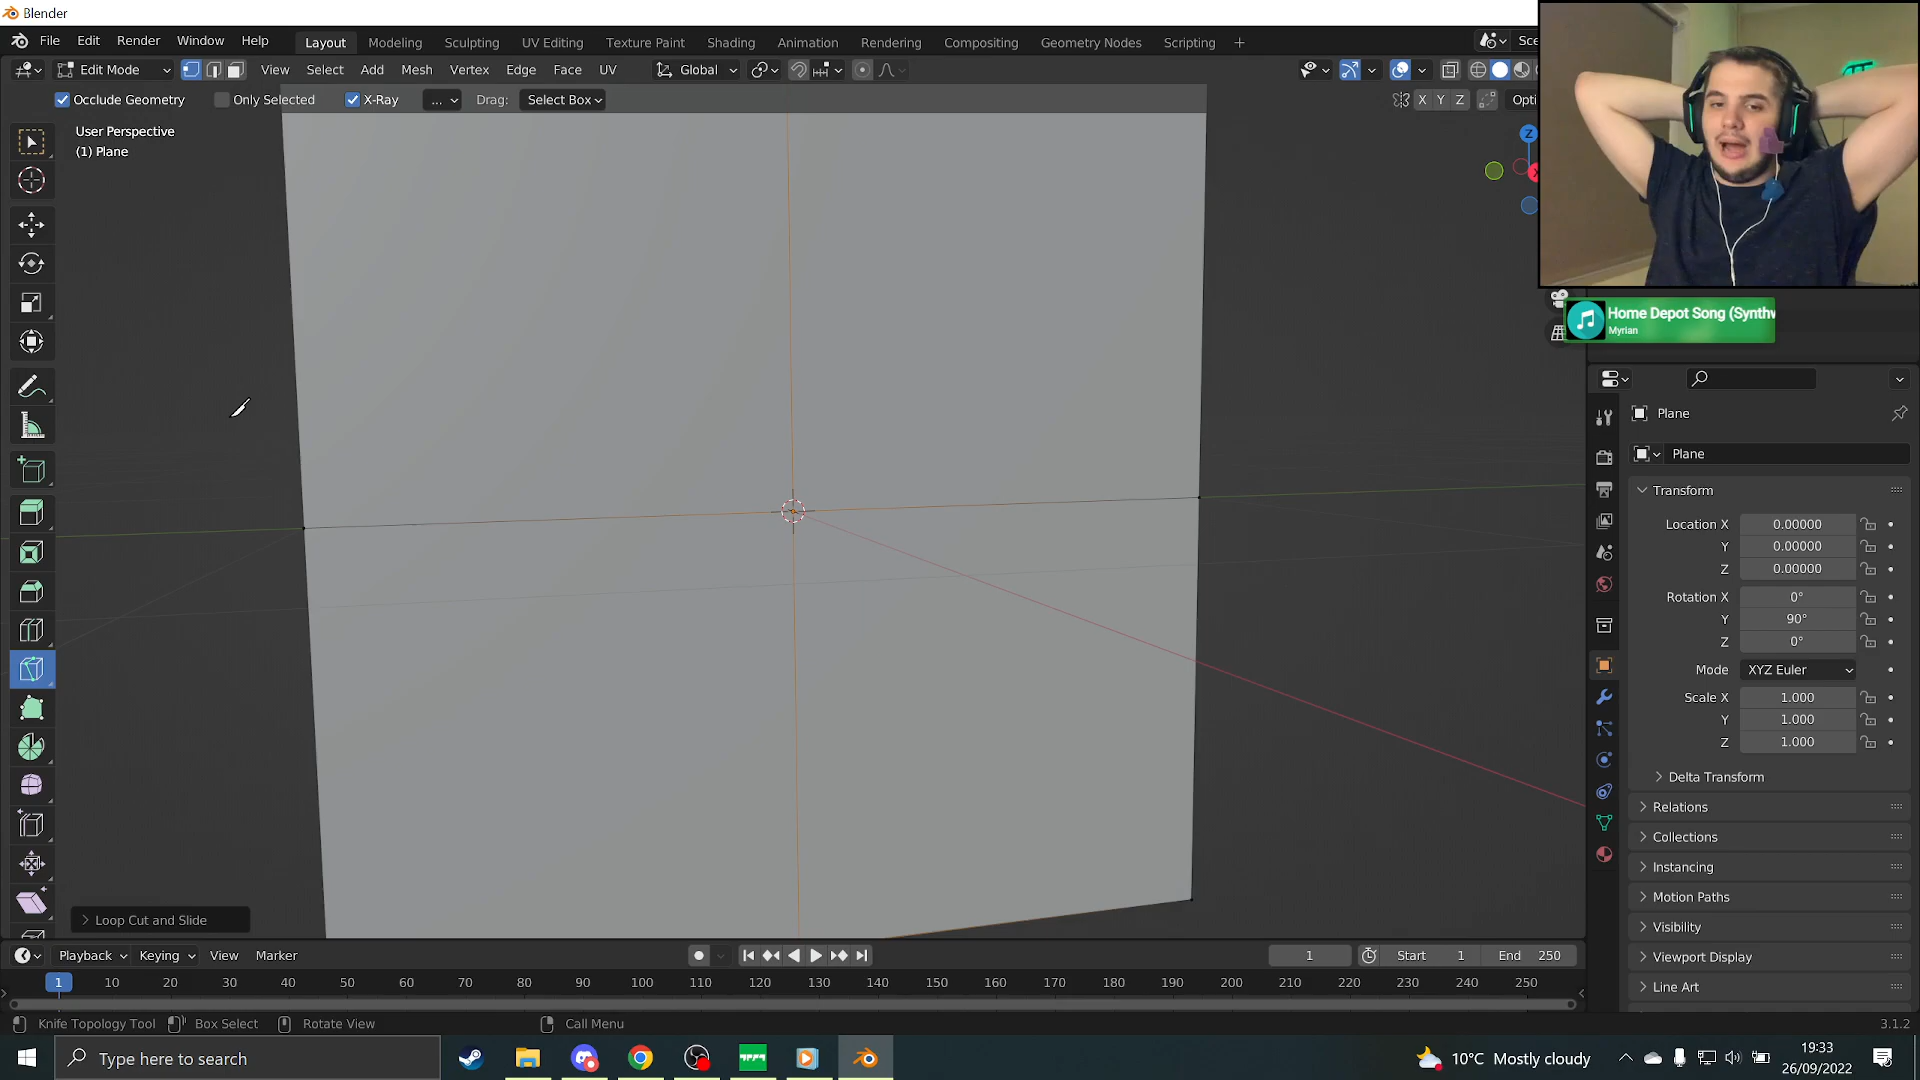 Blender
File Edit Render Window Help Layout Modeling Sculpting UV Editing Texture Paint Shading Animation Rendering Compositing Geometry Nodes Scripting + Sce
Edit Mode View Select Add Mesh Vertex Edge Face UV Global
Occlude Geometry Only Selected X-Ray ... Drag: Select Box X Y Z Opti
User Perspective
(1) Plane
Z
X
Home Depot Song (Synthw
Myrian
Plane
Plane
Transform
Location X 0.00000
Y 0.00000
Z 0.00000
Rotation X 0°
Y 90°
Z 0°
Mode XYZ Euler
Scale X 1.000
Y 1.000
Z 1.000
Delta Transform
Relations
Collections
Instancing
Motion Paths
Visibility
Viewport Display
Line Art
Loop Cut and Slide
Playback Keying View Marker 1 Start 1 End 250
1 10 20 30 40 50 60 70 80 90 100 110 120 130 140 150 160 170 180 190 200 210 220 230 240 250
Knife Topology Tool Box Select Rotate View Call Menu 3.1.2
Type here to search 10°C Mostly cloudy 19:33
26/09/2022